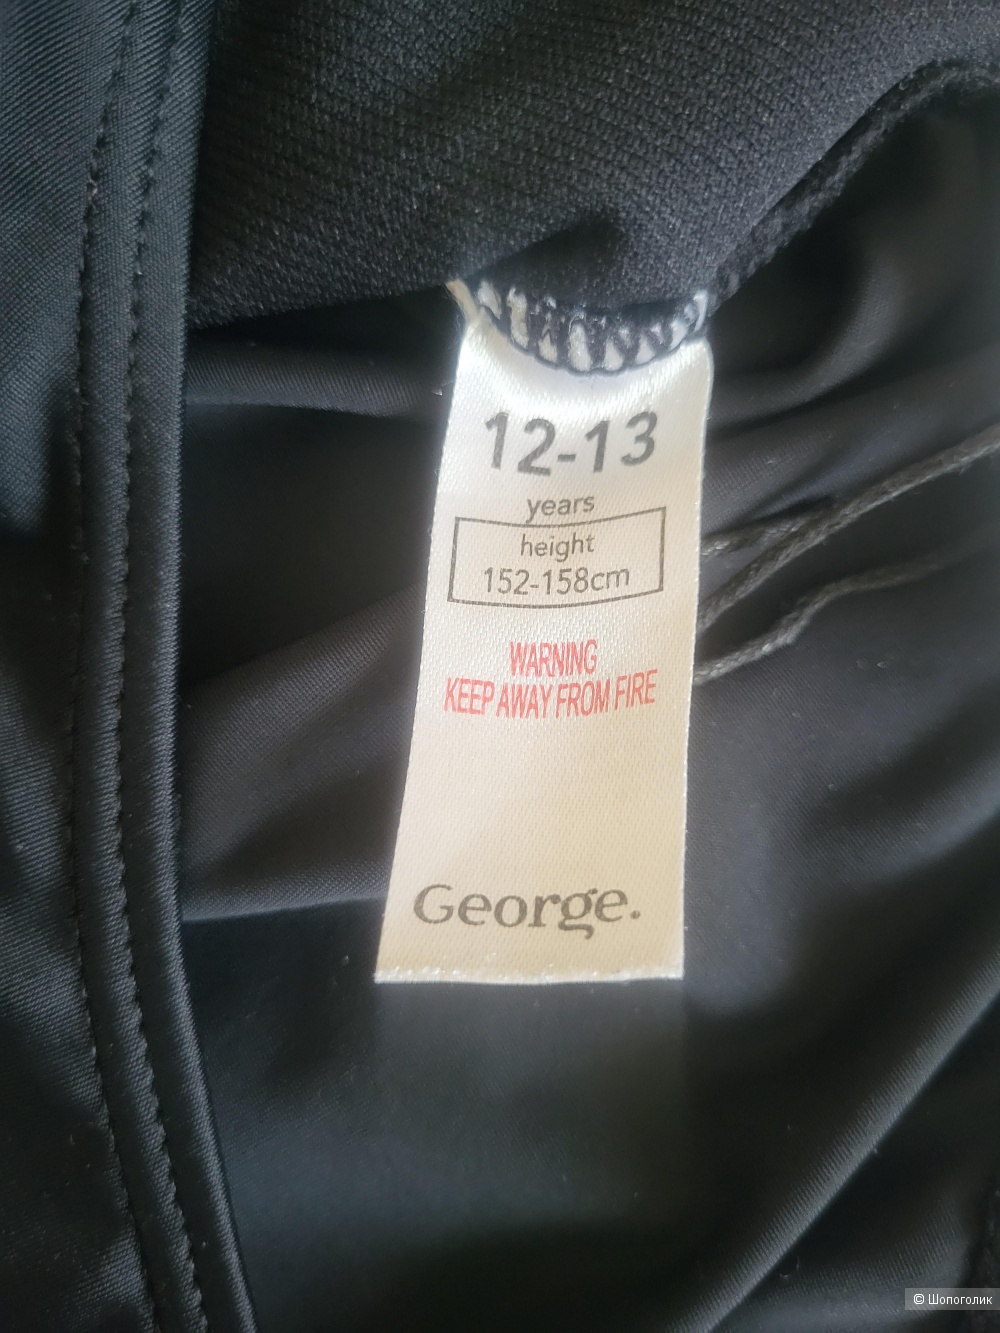 12-13
years
height
152-158cm
WARNING
KEEP AWAY FROM FIRE
George.
© Шопоголик